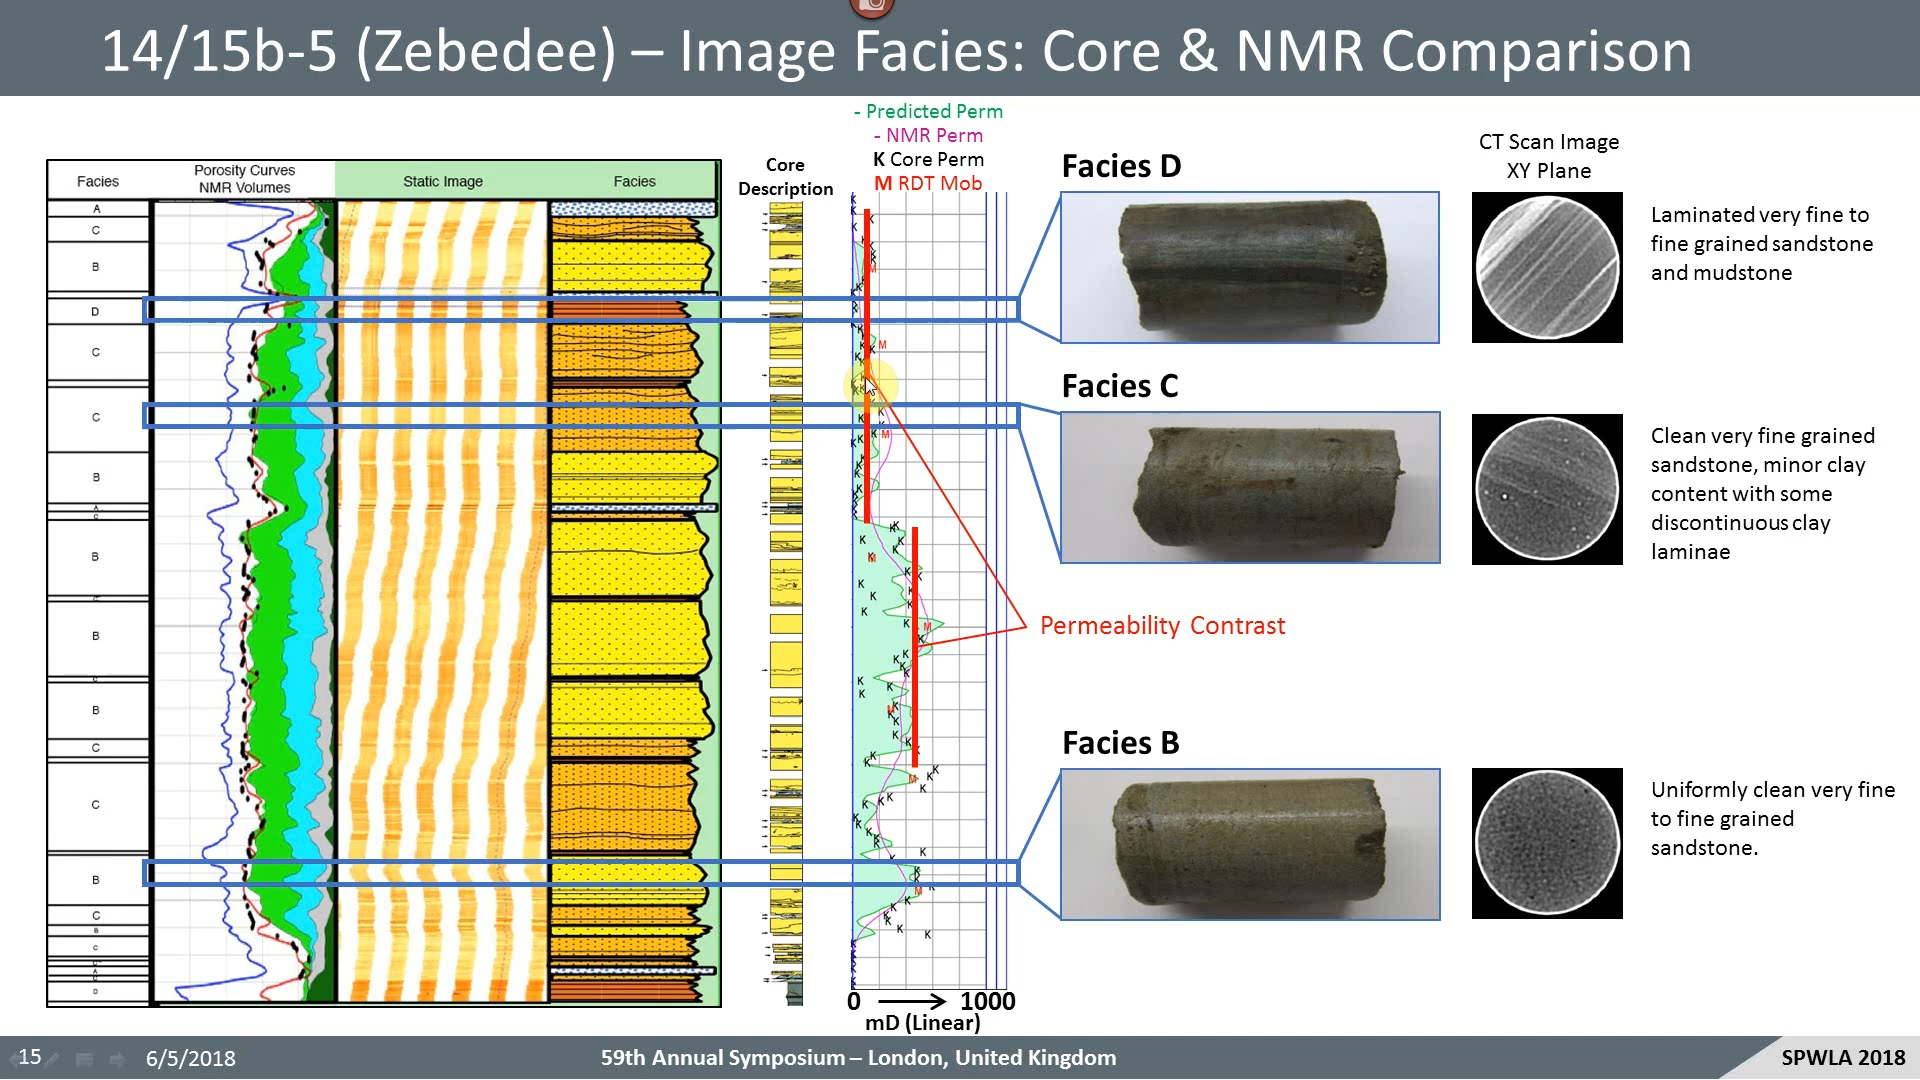 14/15b-5 (Zebedee) – Image Facies: Core & NMR Comparison
- Predicted Perm
- NMR Perm
K Core Perm
M RDT Mob
Core
Description
Facies
Porosity Curves
NMR Volumes
Static Image
Facies
A
C
B
D
C
C
B
A
C
B
B
B
C
C
B
C
B
C
A
D
Facies D
CT Scan Image
XY Plane
Laminated very fine to
fine grained sandstone
and mudstone
Facies C
Clean very fine grained
sandstone, minor clay
content with some
discontinuous clay
laminae
Permeability Contrast
Facies B
Uniformly clean very fine
to fine grained
sandstone.
0 1000
mD (Linear)
15
6/5/2018
59th Annual Symposium – London, United Kingdom
SPWLA 2018